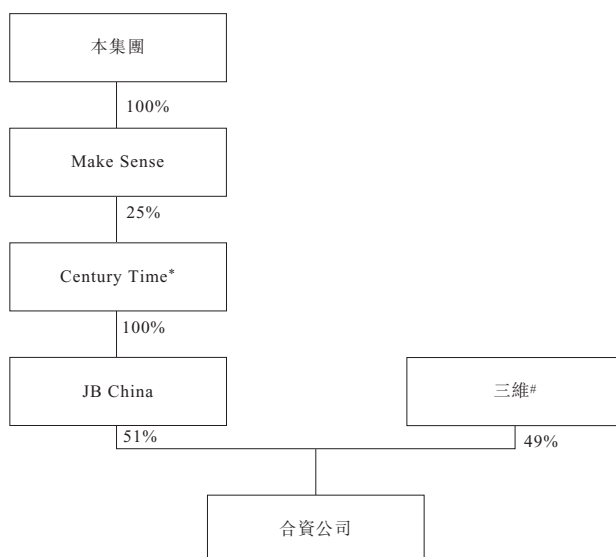 本集團
100%
Make Sense
25%
Century Time*
100%
JB China
三維#
51%
49%
合資公司